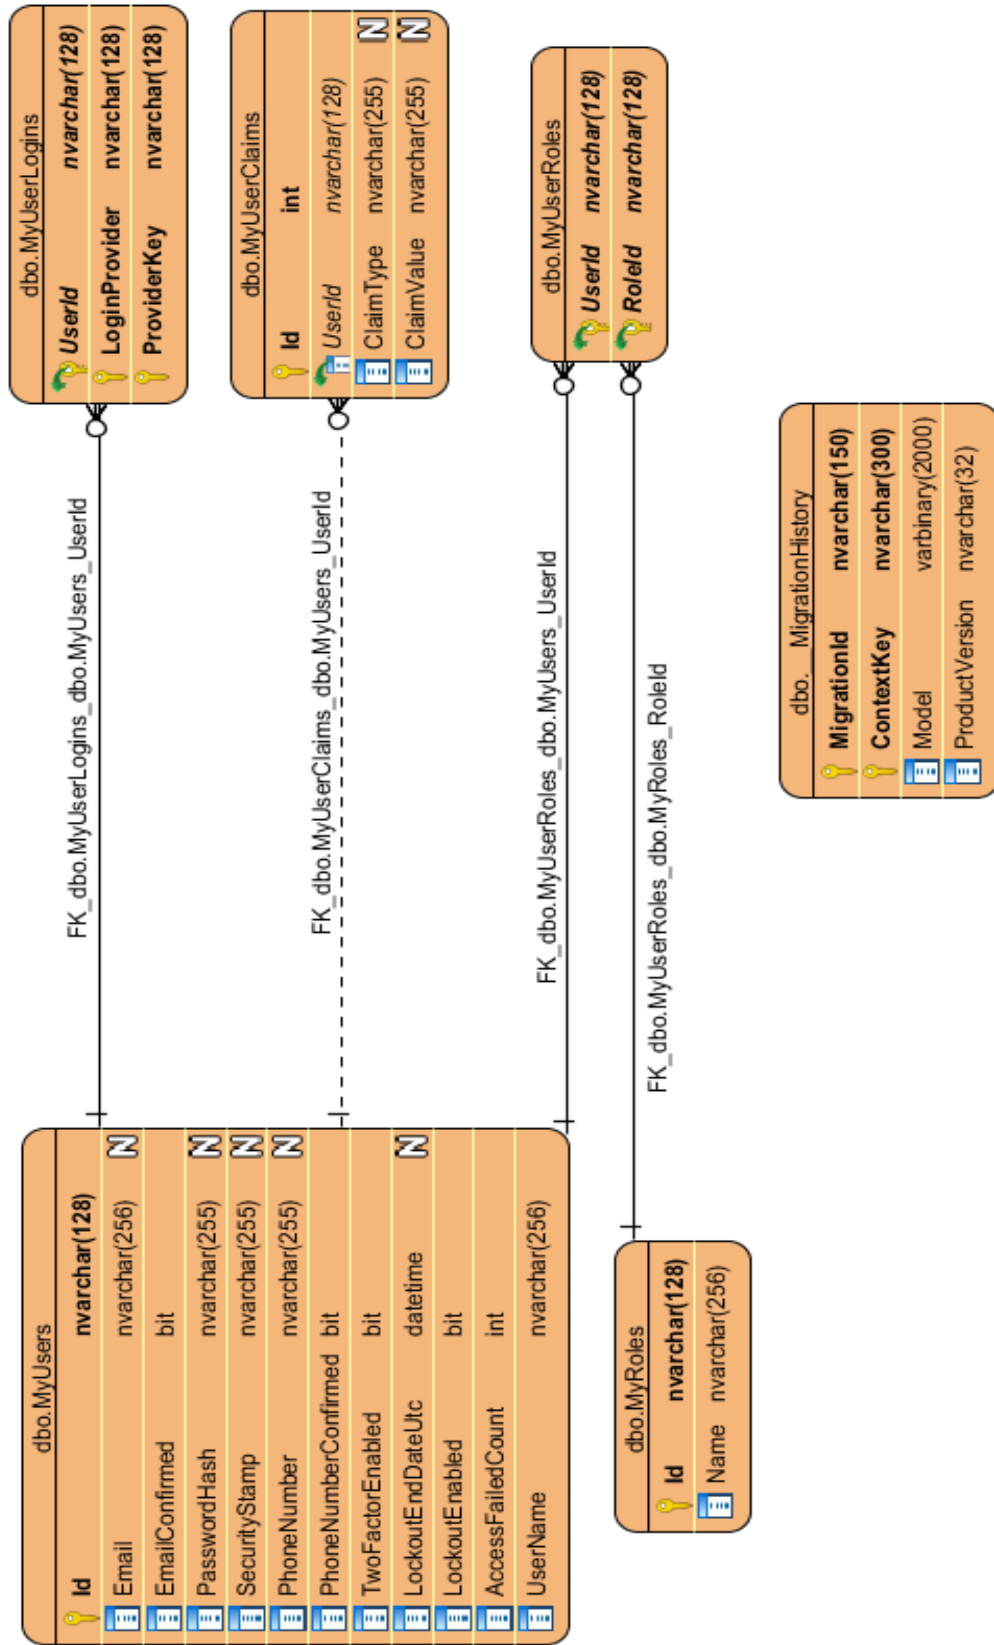 dbo.MyUsers
Id nvarchar(128)
Email nvarchar(256) N
EmailConfirmed bit
PasswordHash nvarchar(255) N
SecurityStamp nvarchar(255) N
PhoneNumber nvarchar(255) N
PhoneNumberConfirmed bit
TwoFactorEnabled bit
LockoutEndDateUtc datetime N
LockoutEnabled bit
AccessFailedCount int
UserName nvarchar(256)
FK_dbo.MyUserLogins_dbo.MyUsers_UserId
dbo.MyUserLogins
UserId nvarchar(128)
LoginProvider nvarchar(128)
ProviderKey nvarchar(128)
FK_dbo.MyUserClaims_dbo.MyUsers_UserId
dbo.MyUserClaims
Id int
UserId nvarchar(128)
ClaimType nvarchar(255) N
ClaimValue nvarchar(255) N
FK_dbo.MyUserRoles_dbo.MyUsers_UserId
dbo.MyUserRoles
UserId nvarchar(128)
RoleId nvarchar(128)
FK_dbo.MyUserRoles_dbo.MyRoles_RoleId
dbo.MyRoles
Id nvarchar(128)
Name nvarchar(256)
dbo.__MigrationHistory
MigrationId nvarchar(150)
ContextKey nvarchar(300)
Model varbinary(2000)
ProductVersion nvarchar(32)